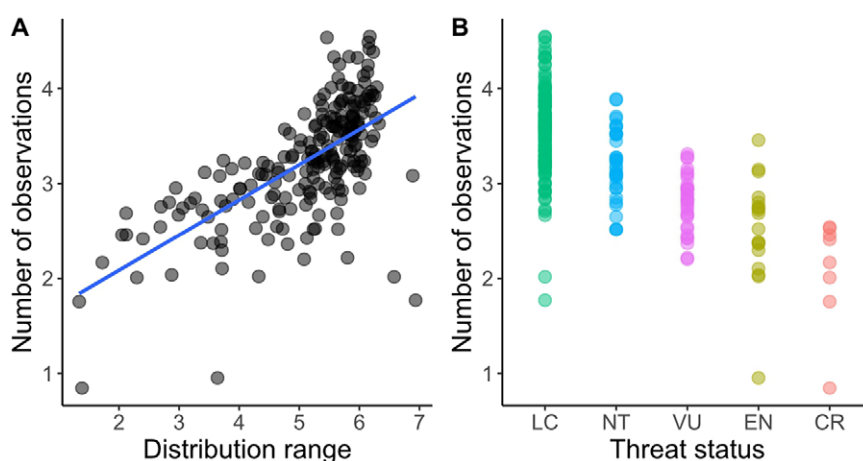 A
Number of observations
4
3
2
1
2 3 4 5 6 7
Distribution range
B
Number of observations
4
3
2
1
LC NT VU EN CR
Threat status